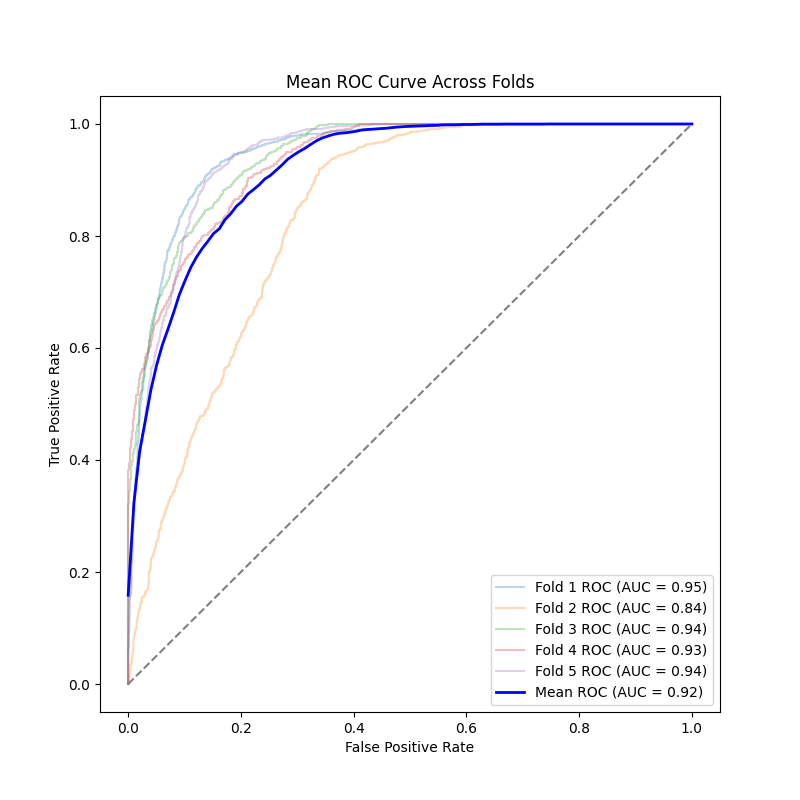 Mean ROC Curve Across Folds
True Positive Rate
1.0
0.8
0.6
0.4
0.2
0.0
0.0 0.2 0.4 0.6 0.8 1.0
False Positive Rate
Fold 1 ROC (AUC = 0.95)
Fold 2 ROC (AUC = 0.84)
Fold 3 ROC (AUC = 0.94)
Fold 4 ROC (AUC = 0.93)
Fold 5 ROC (AUC = 0.94)
Mean ROC (AUC = 0.92)